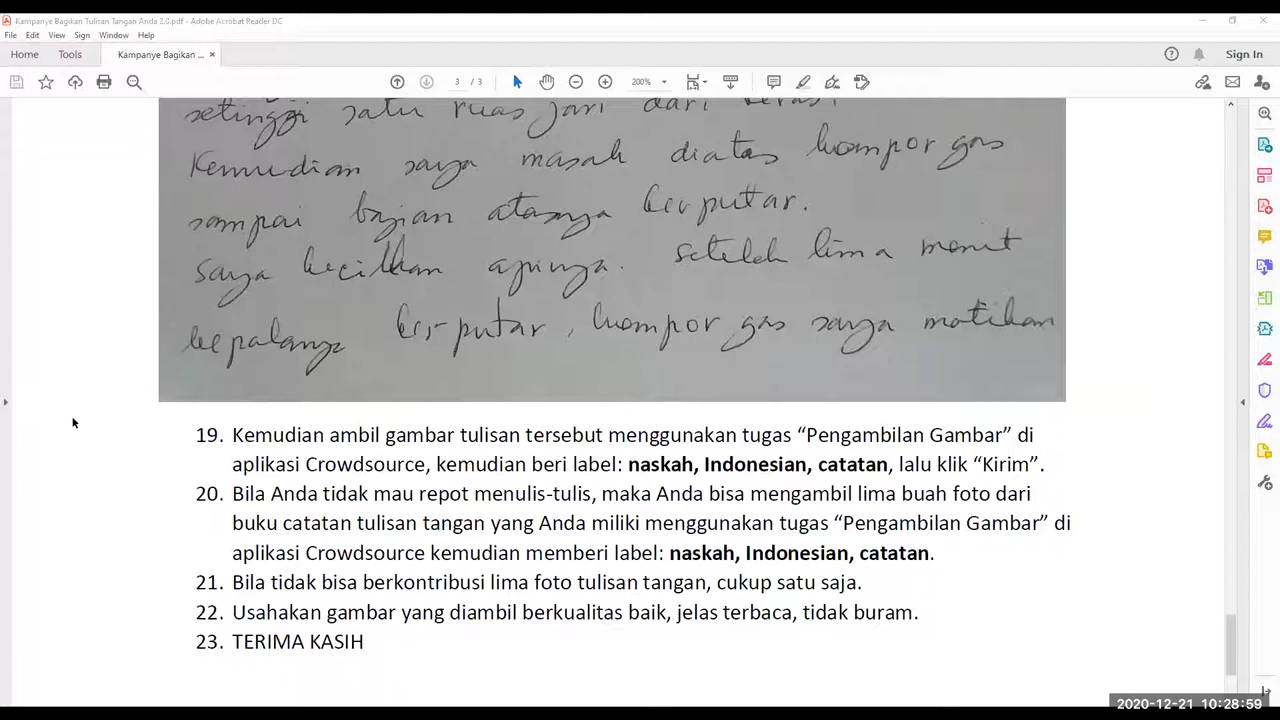 Kampanye Bagikan Tulisan Tangan Anda 2.0.pdf - Adobe Acrobat Reader DC
File Edit View Sign Window Help
Home Tools Kampanye Bagikan ... × Sign In
3 / 3 200%
setinggi satu ruas jari dari beras.
Kemudian saya masak diatas kompor gas
sampai bagian atasnya berputar.
saya kecilkan apinya. setelah lima menit
kepalanya berputar, kompor gas saya matikan
19. Kemudian ambil gambar tulisan tersebut menggunakan tugas “Pengambilan Gambar” di
aplikasi Crowdsource, kemudian beri label: naskah, Indonesian, catatan, lalu klik “Kirim”.
20. Bila Anda tidak mau repot menulis-tulis, maka Anda bisa mengambil lima buah foto dari
buku catatan tulisan tangan yang Anda miliki menggunakan tugas “Pengambilan Gambar” di
aplikasi Crowdsource kemudian memberi label: naskah, Indonesian, catatan.
21. Bila tidak bisa berkontribusi lima foto tulisan tangan, cukup satu saja.
22. Usahakan gambar yang diambil berkualitas baik, jelas terbaca, tidak buram.
23. TERIMA KASIH
2020-12-21 10:28:59